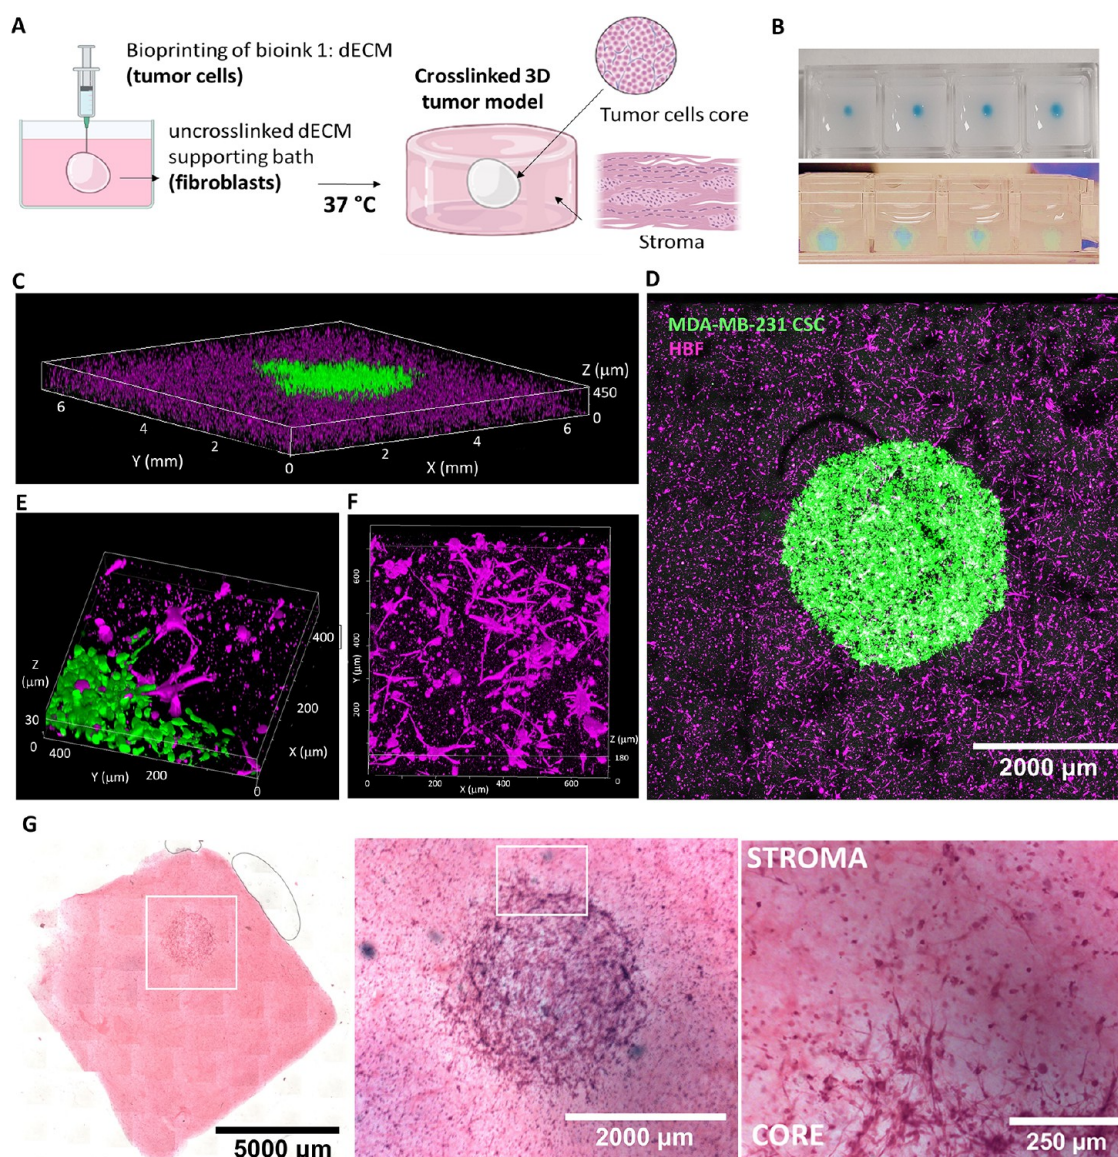 A
Bioprinting of bioink 1: dECM
(tumor cells)
uncrosslinked dECM
supporting bath
(fibroblasts)
37 °C
Crosslinked 3D
tumor model
Tumor cells core
Stroma
B
C
Z (µm)
450
0
6
4
2
0
Y (mm)
2
4
6
X (mm)
D
MDA-MB-231 CSC
HBF
2000 µm
E
Z
(µm)
30
0
400
200
0
Y (µm)
400
200
X (µm)
F
600
400
200
Y (µm)
0
200
400
600
X (µm)
Z (µm)
180
0
G
5000 µm
2000 µm
STROMA
CORE
250 µm